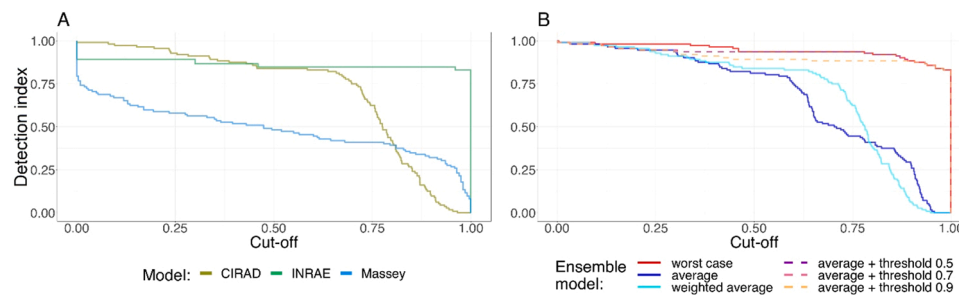 A
Detection index
1.00
0.75
0.50
0.25
0.00
0.00 0.25 0.50 0.75 1.00
Cut-off
Model: CIRAD INRAE Massey
B
1.00
0.75
0.50
0.25
0.00
0.00 0.25 0.50 0.75 1.0
Cut-off
Ensemble model:
worst case
average
weighted average
average + threshold 0.5
average + threshold 0.7
average + threshold 0.9